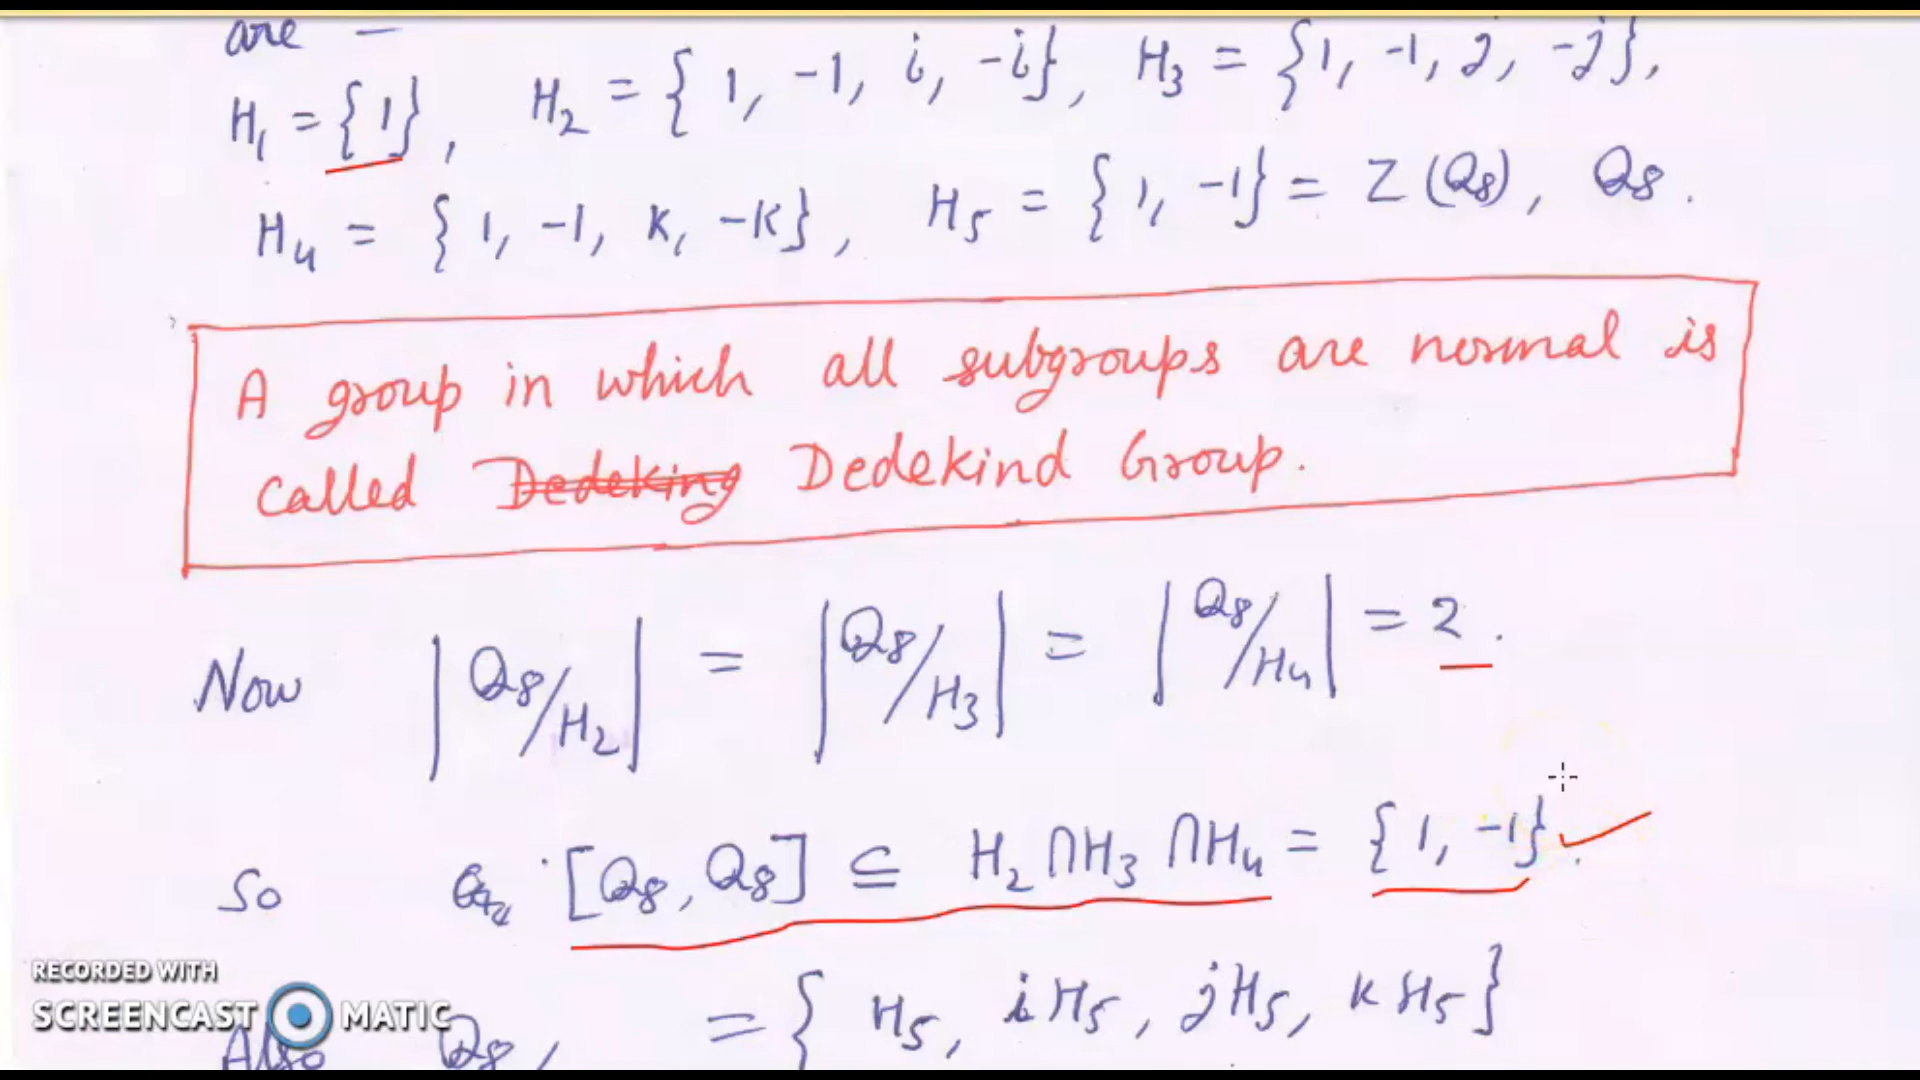 are –
H₁ = {1}, H₂ = {1, -1, i, -i}, H₃ = {1, -1, j, -j},
H₄ = {1, -1, k, -k}, H₅ = {1, -1} = Z(Q₈), Q₈.
A group in which all subgroups are normal is
called Dedeking Dedekind Group.
Now |Q₈/H₂| = |Q₈/H₃| = |Q₈/H₄| = 2.
So [Q₈, Q₈] ⊆ H₂ ∩ H₃ ∩ H₄ = {1, -1}.
Also Q₈/ = {H₅, iH₅, jH₅, kH₅}
RECORDED WITH
SCREENCAST MATIC